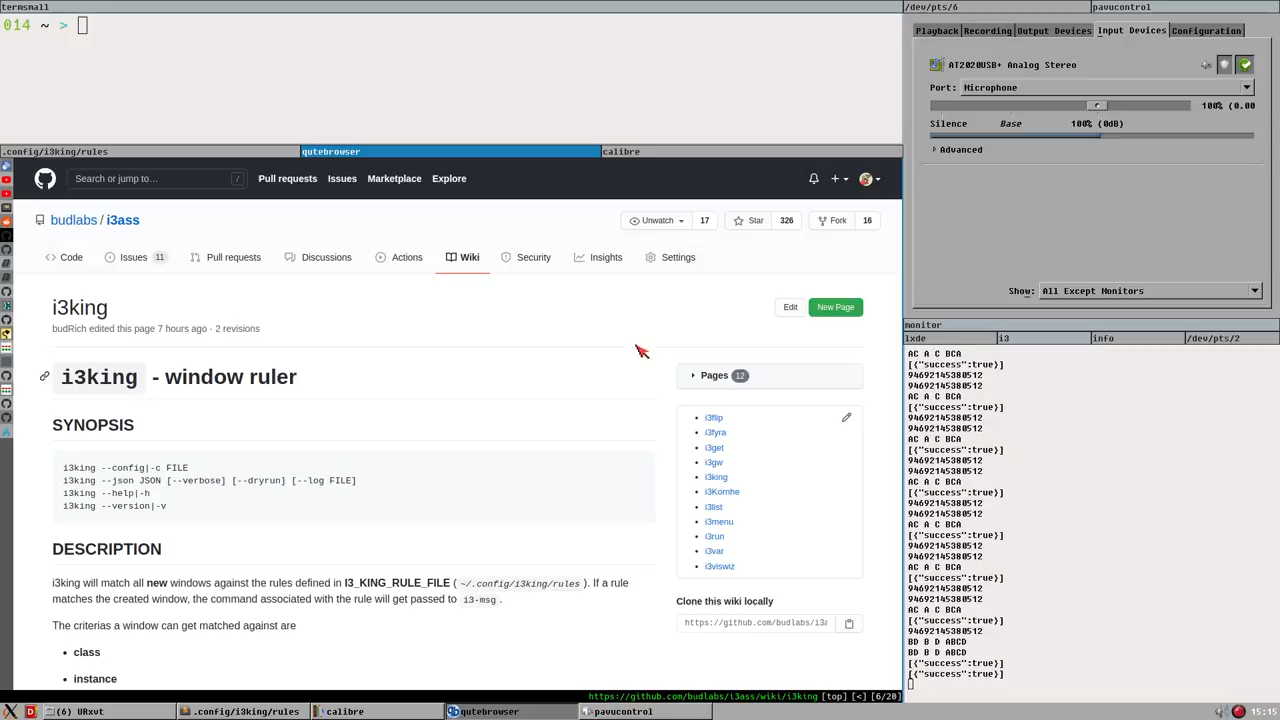 termsmall
014 ~ >
/dev/pts/6
pavucontrol
Playback
Recording
Output Devices
Input Devices
Configuration
AT2020USB+ Analog Stereo
Port: Microphone
100% (0.00
Silence
Base
100% (0dB)
Advanced
Show: All Except Monitors
.config/i3king/rules
qutebrowser
calibre
Search or jump to…
/
Pull requests
Issues
Marketplace
Explore
budlabs / i3ass
Unwatch
17
Star
326
Fork
16
Code
Issues 11
Pull requests
Discussions
Actions
Wiki
Security
Insights
Settings
i3king
Edit
New Page
budRich edited this page 7 hours ago · 2 revisions
i3king - window ruler
SYNOPSIS
i3king --config|-c FILE
i3king --json JSON [--verbose] [--dryrun] [--log FILE]
i3king --help|-h
i3king --version|-v
DESCRIPTION
i3king will match all new windows against the rules defined in I3_KING_RULE_FILE ( ~/.config/i3king/rules ). If a rule
matches the created window, the command associated with the rule will get passed to i3-msg .
The criterias a window can get matched against are
• class
• instance
Pages 12
• i3flip
• i3fyra
• i3get
• i3gw
• i3king
• i3Kornhe
• i3list
• i3menu
• i3run
• i3var
• i3viswiz
Clone this wiki locally
https://github.com/budlabs/i3a
https://github.com/budlabs/i3ass/wiki/i3king [top] [<] [6/20]
monitor
lxde
i3
info
/dev/pts/2
AC A C BCA
[{"success":true}]
94692145380512
94692145380512
AC A C BCA
[{"success":true}]
94692145380512
94692145380512
AC A C BCA
[{"success":true}]
94692145380512
94692145380512
AC A C BCA
[{"success":true}]
94692145380512
94692145380512
AC A C BCA
[{"success":true}]
94692145380512
94692145380512
AC A C BCA
[{"success":true}]
94692145380512
94692145380512
AC A C BCA
[{"success":true}]
94692145380512
BD B D ABCD
BD B D ABCD
[{"success":true}]
[{"success":true}]
(6) URxvt
.config/i3king/rules
calibre
qutebrowser
pavucontrol
15:15